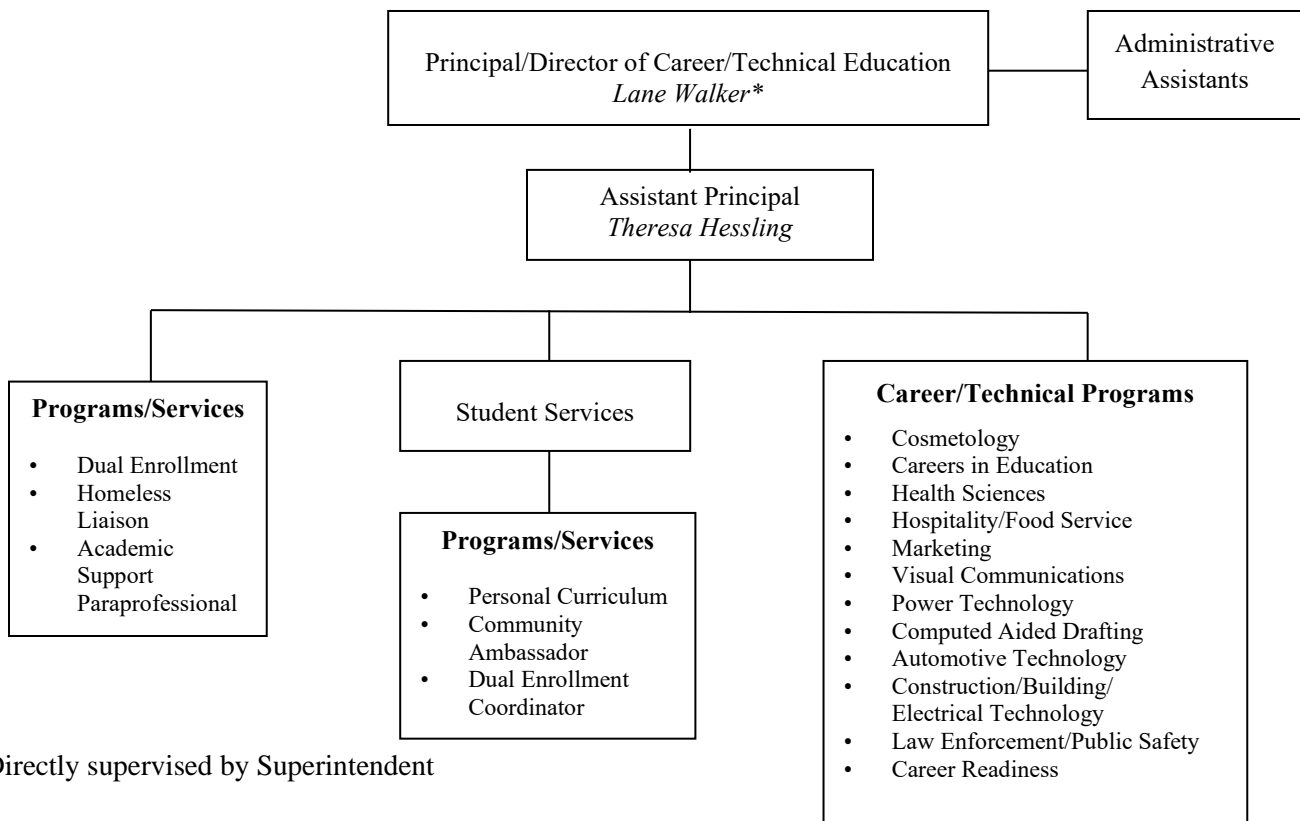 Principal/Director of Career/Technical Education
Lane Walker*
Administrative
Assistants
Assistant Principal
Theresa Hessling
Programs/Services
• Dual Enrollment
• Homeless
Liaison
• Academic
Support
Paraprofessional
Student Services
Programs/Services
• Personal Curriculum
• Community
Ambassador
• Dual Enrollment
Coordinator
Career/Technical Programs
• Cosmetology
• Careers in Education
• Health Sciences
• Hospitality/Food Service
• Marketing
• Visual Communications
• Power Technology
• Computed Aided Drafting
• Automotive Technology
• Construction/Building/
Electrical Technology
• Law Enforcement/Public Safety
• Career Readiness
Directly supervised by Superintendent